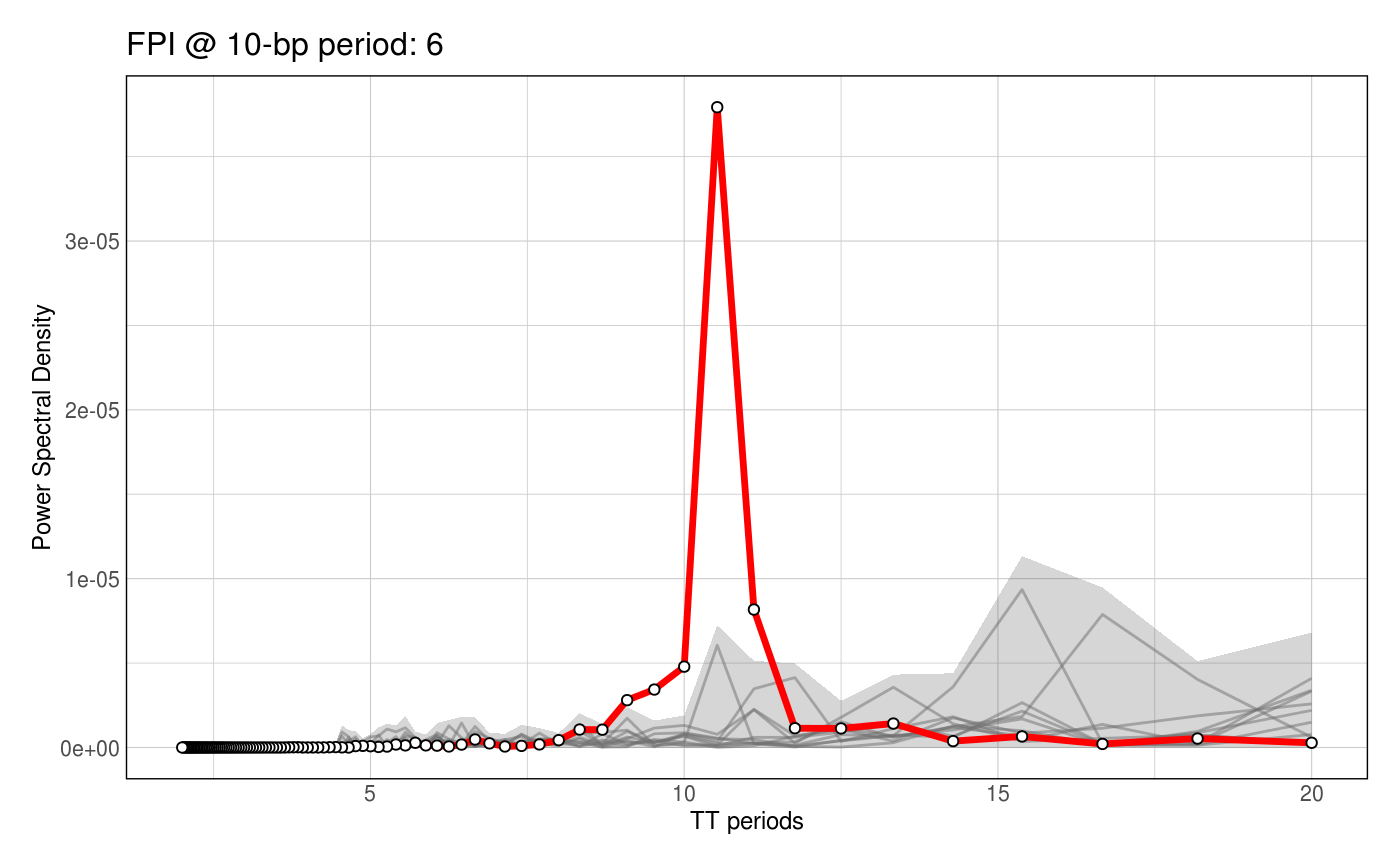 FPI @ 10-bp period: 6
Power Spectral Density
3e-05
2e-05
1e-05
0e+00
5
10
15
20
TT periods